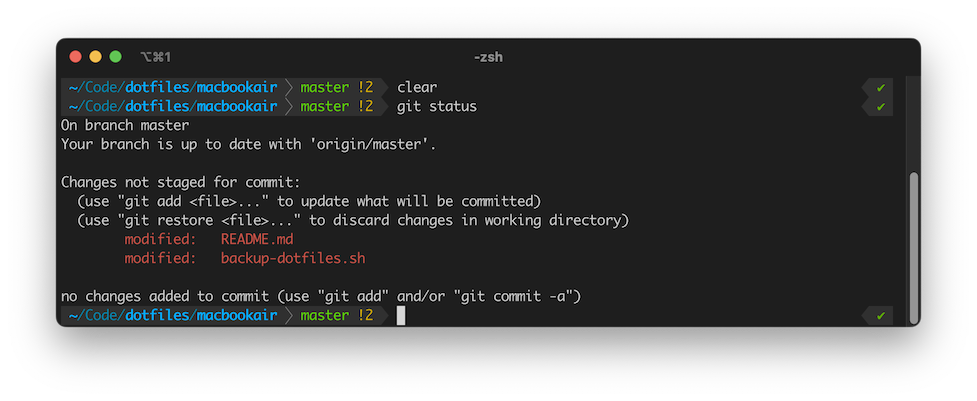 ⌥⌘1 -zsh
~/Code/dotfiles/macbookair master !2 clear ✔
~/Code/dotfiles/macbookair master !2 git status ✔
On branch master
Your branch is up to date with 'origin/master'.
Changes not staged for commit:
(use "git add <file>..." to update what will be committed)
(use "git restore <file>..." to discard changes in working directory)
modified: README.md
modified: backup-dotfiles.sh
no changes added to commit (use "git add" and/or "git commit -a")
~/Code/dotfiles/macbookair master !2 ✔